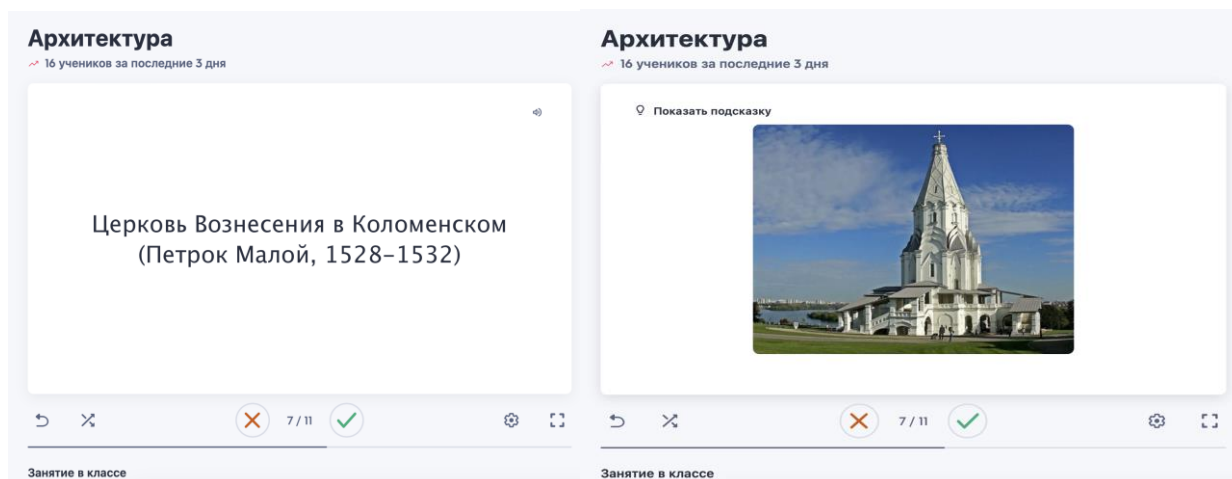 Архитектура
16 учеников за последние 3 дня
Церковь Вознесения в Коломенском
(Петрок Малой, 1528–1532)
7 / 11
Занятие в классе
Архитектура
16 учеников за последние 3 дня
Показать подсказку
7 / 11
Занятие в классе